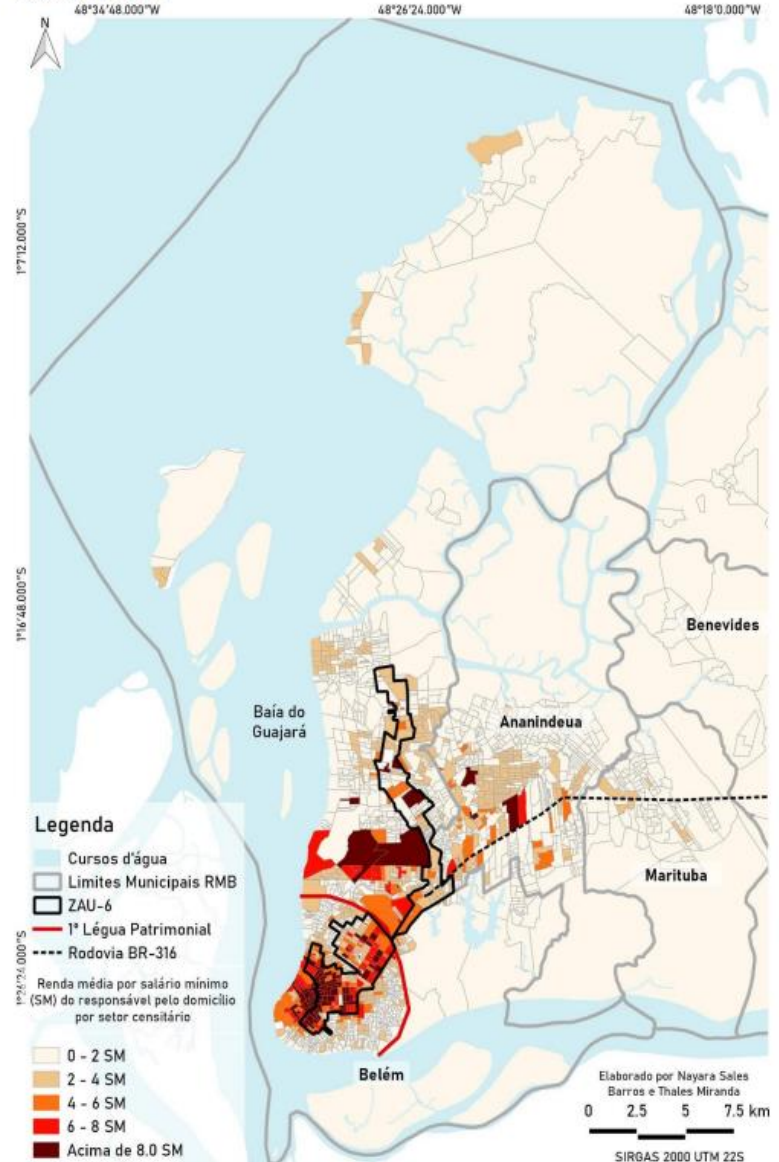 48°34'48.000"W
48°26'24.000"W
48°18'0.000"W
N
1°7'12.000"S
1°16'48.000"S
Benevides
Baía do
Guajará
Ananindeua
Legenda
Cursos d'água
Limites Municipais RMB
ZAU-6
1ª Légua Patrimonial
Rodovia BR-316
Marituba
Renda média por salário mínimo
(SM) do responsável pelo domicílio
por setor censitário
0 - 2 SM
2 - 4 SM
4 - 6 SM
6 - 8 SM
Acima de 8.0 SM
Belém
Elaborado por Nayara Sales
Barros e Thales Miranda
0 2.5 5 7.5 km
SIRGAS 2000 UTM 22S